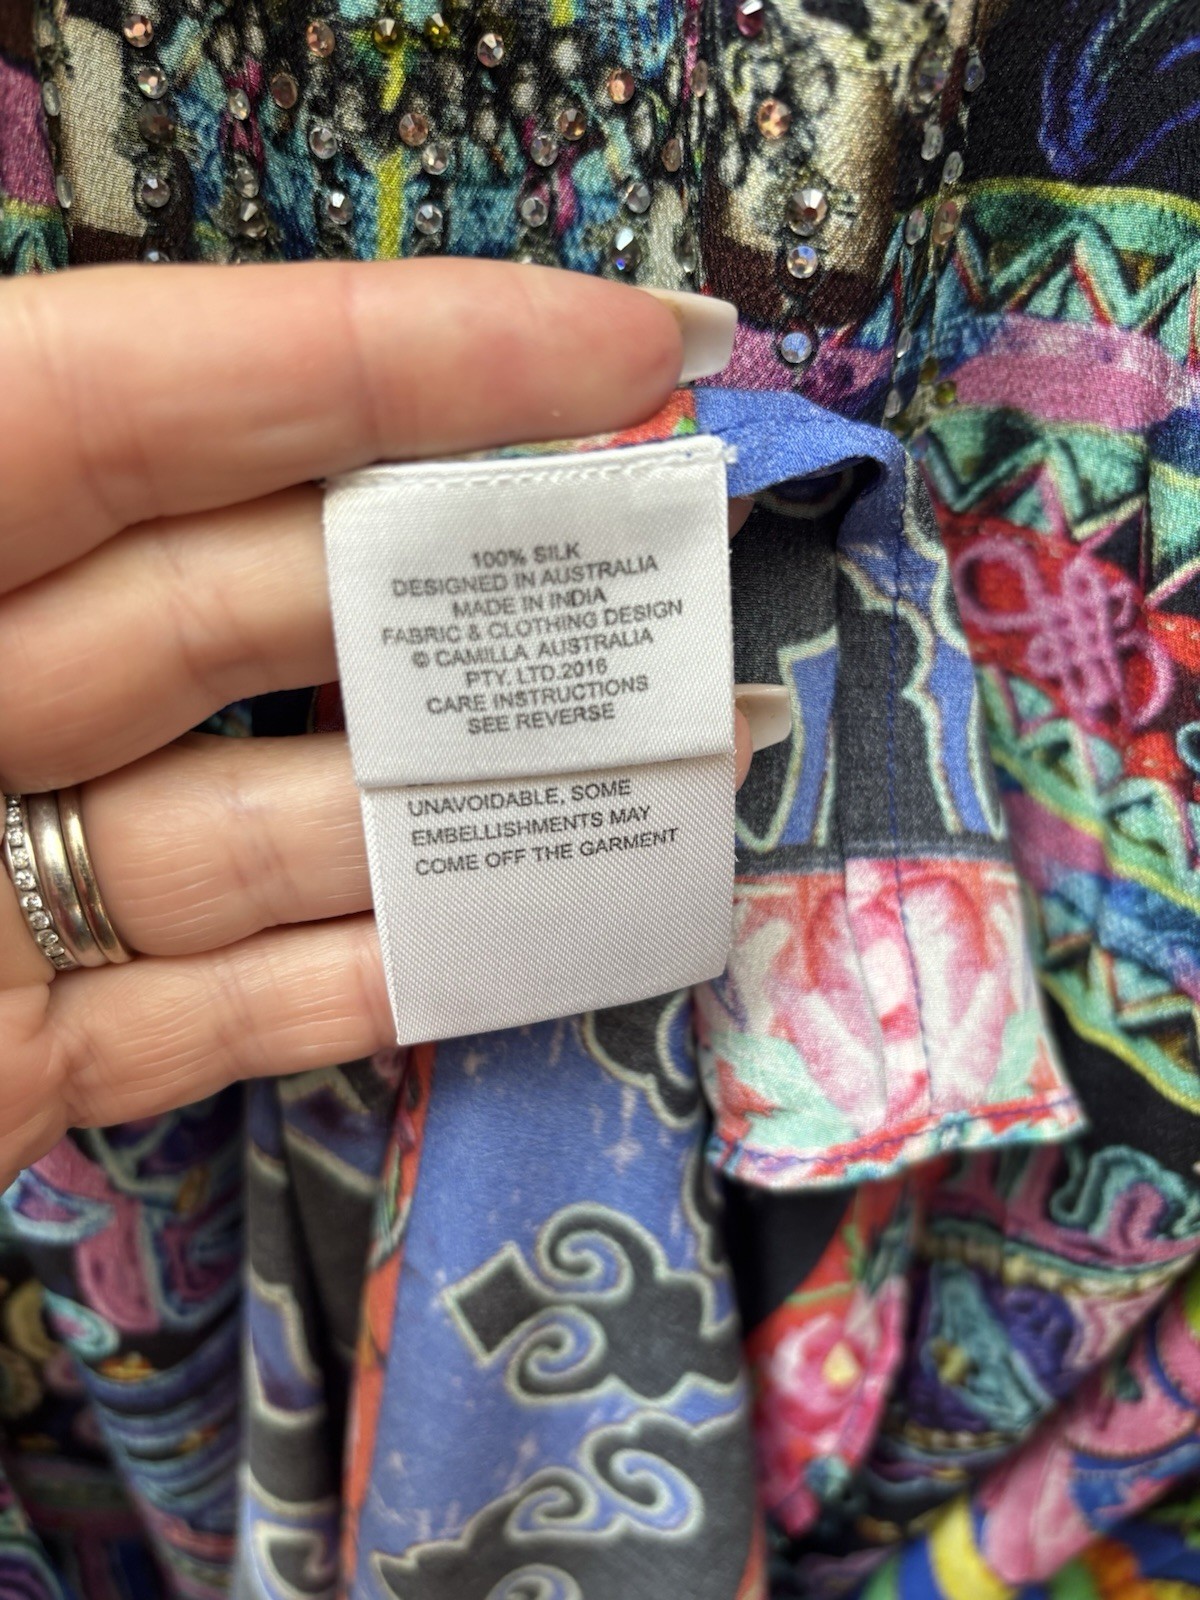 100% SILK
DESIGNED IN AUSTRALIA
MADE IN INDIA
FABRIC & CLOTHING DESIGN
© CAMILLA AUSTRALIA
PTY. LTD.2016
CARE INSTRUCTIONS
SEE REVERSE
UNAVOIDABLE, SOME
EMBELLISHMENTS MAY
COME OFF THE GARMENT